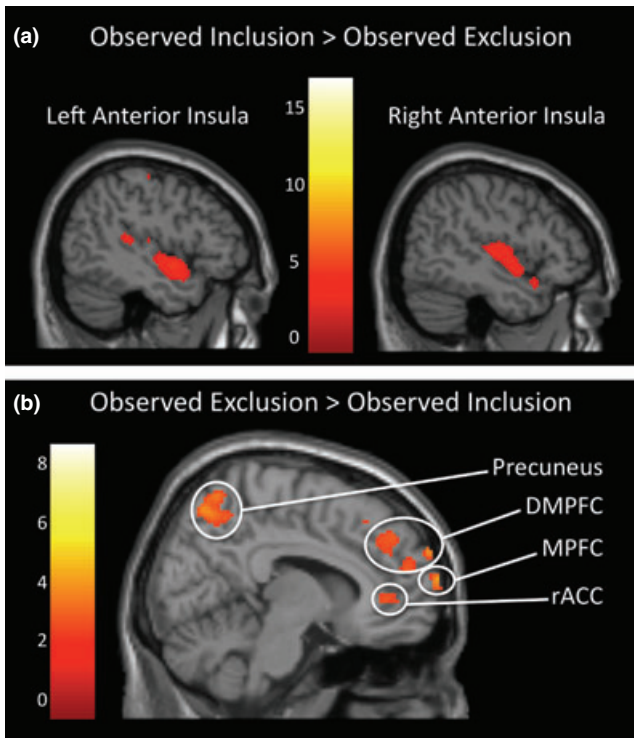 (a)
Observed Inclusion > Observed Exclusion
Left Anterior Insula
Right Anterior Insula
15
10
5
0
(b)
Observed Exclusion > Observed Inclusion
8
6
4
2
0
Precuneus
DMPFC
MPFC
rACC